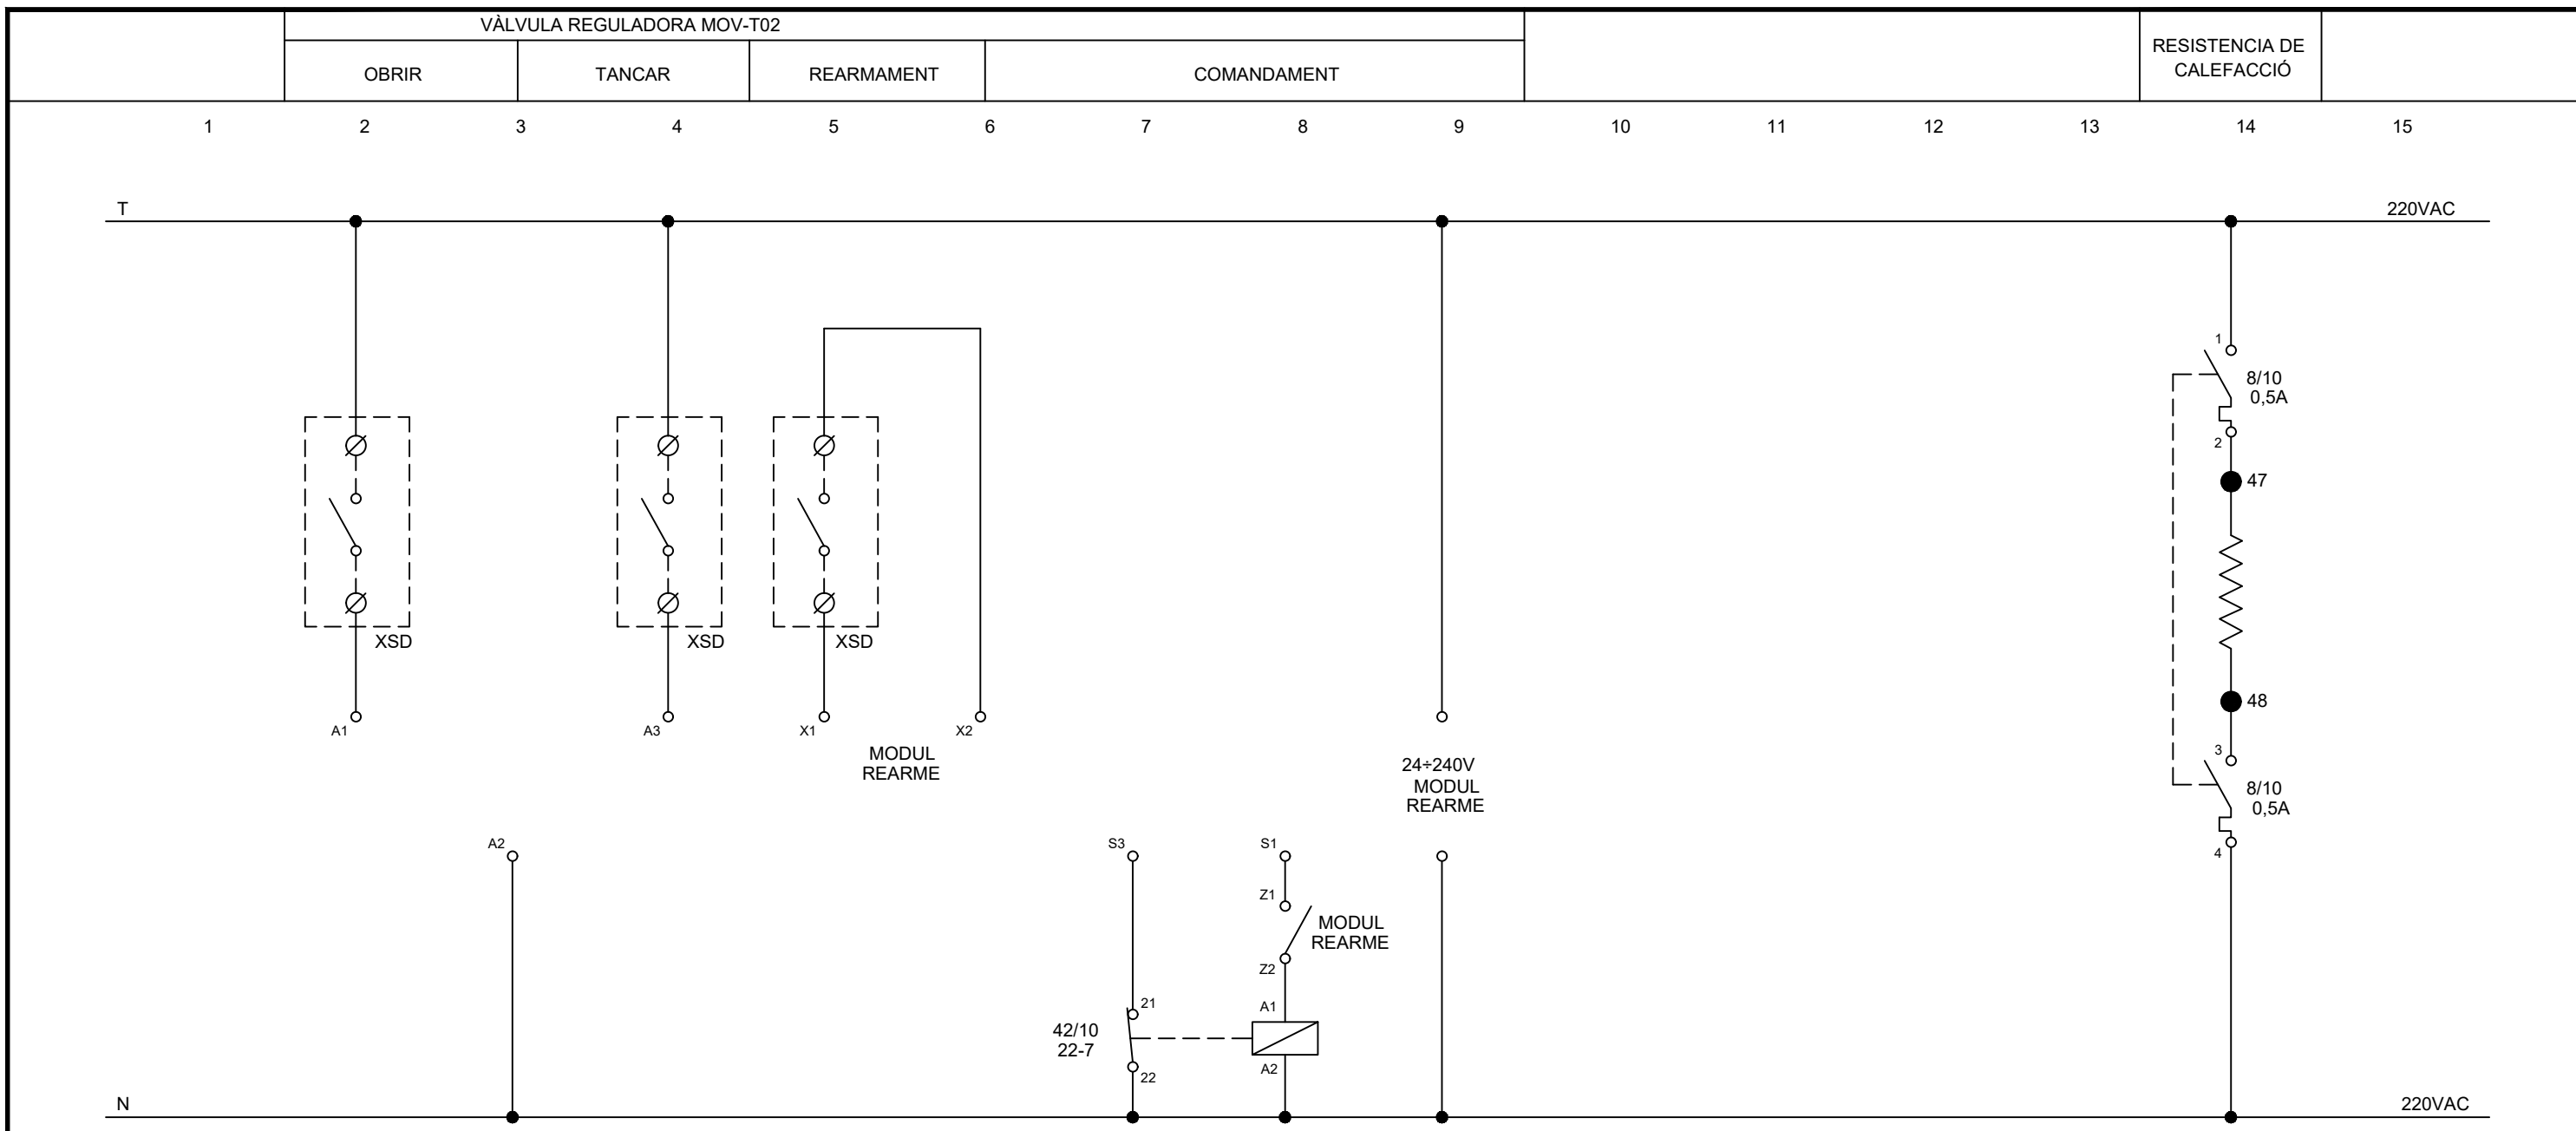 VÀLVULA REGULADORA MOV-T02
OBRIR
TANCAR
REARMAMENT
COMANDAMENT
RESISTENCIA DE
CALEFACCIÓ
1 2 3 4 5 6 7 8 9 10 11 12 13 14 15
T
220VAC
1
8/10
0,5A
2
47
XSD
XSD
XSD
48
A1
A3
X1
X2
MODUL
REARME
24÷240V
MODUL
REARME
3
8/10
0,5A
4
A2
S3
S1
Z1
MODUL
REARME
Z2
21
A1
42/10
22-7
22
A2
N
220VAC